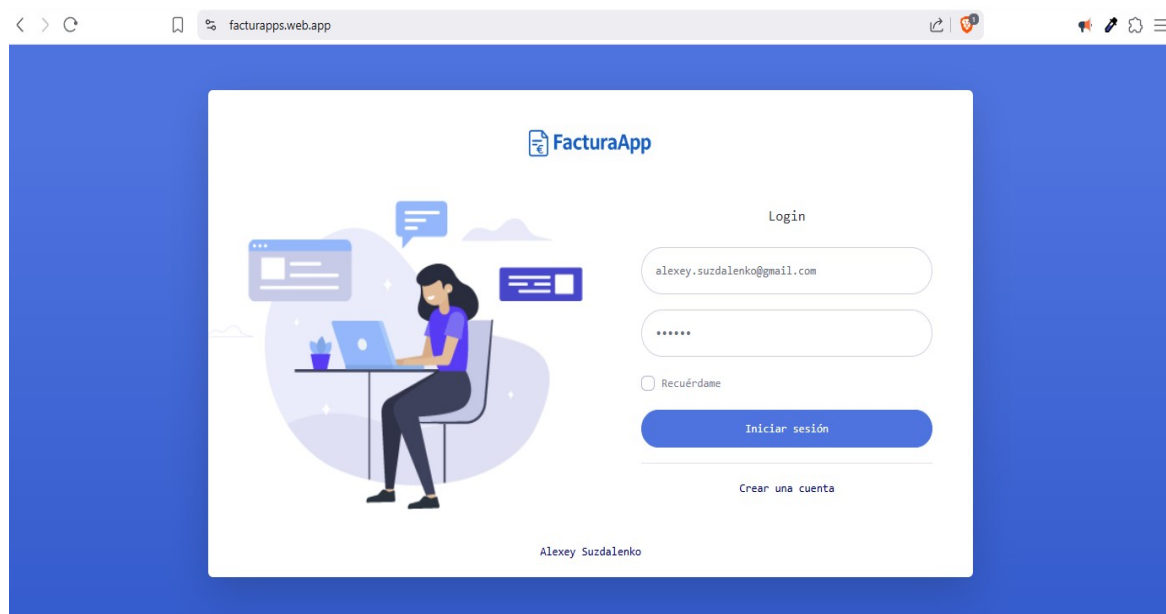 facturapps.web.app
FacturaApp
Login
alexey.suzdalenko@gmail.com
••••••
Recuérdame
Iniciar sesión
Crear una cuenta
Alexey Suzdalenko